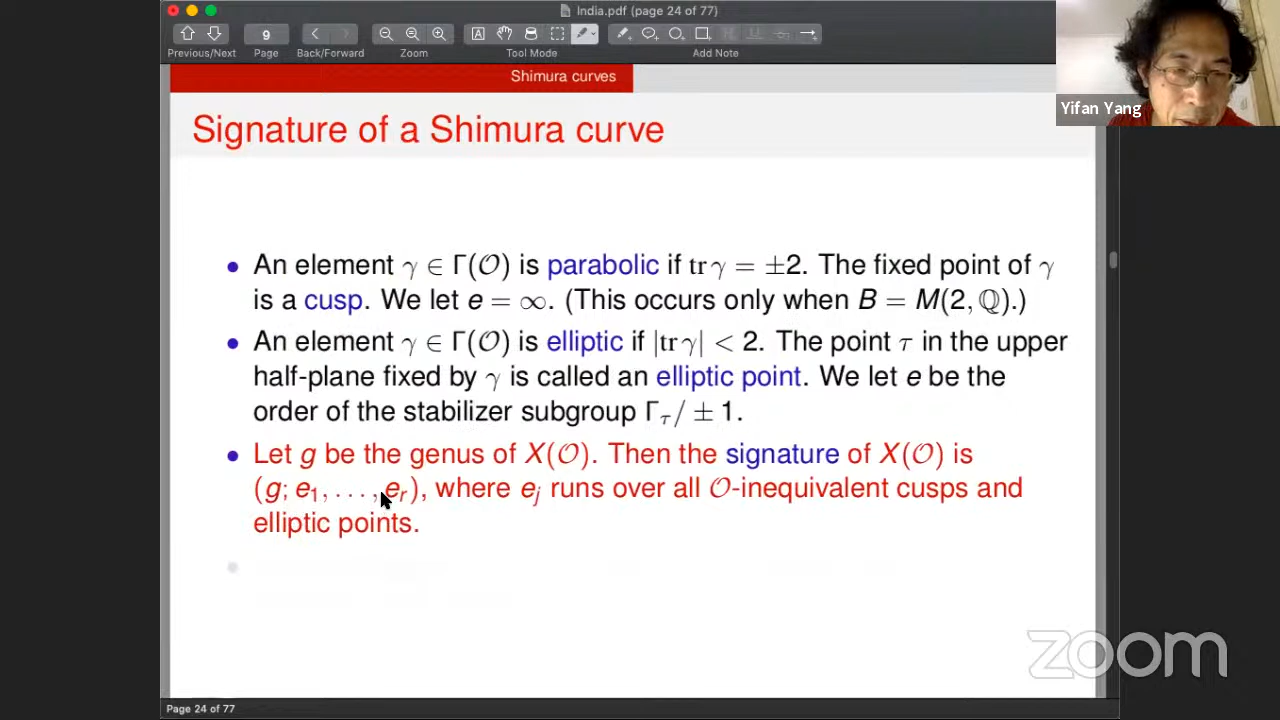 India.pdf (page 24 of 77)
9
Previous/Next Page Back/Forward Zoom Tool Mode Add Note
Shimura curves
Yifan Yang
Signature of a Shimura curve
• An element γ ∈ Γ(𝒪) is parabolic if tr γ = ±2. The fixed point of γ
is a cusp. We let e = ∞. (This occurs only when B = M(2, ℚ).)
• An element γ ∈ Γ(𝒪) is elliptic if |tr γ| < 2. The point τ in the upper
half-plane fixed by γ is called an elliptic point. We let e be the
order of the stabilizer subgroup Γ_τ/ ± 1.
• Let g be the genus of X(𝒪). Then the signature of X(𝒪) is
(g; e₁, . . . , e_r), where e_j runs over all 𝒪-inequivalent cusps and
elliptic points.
zoom
Page 24 of 77